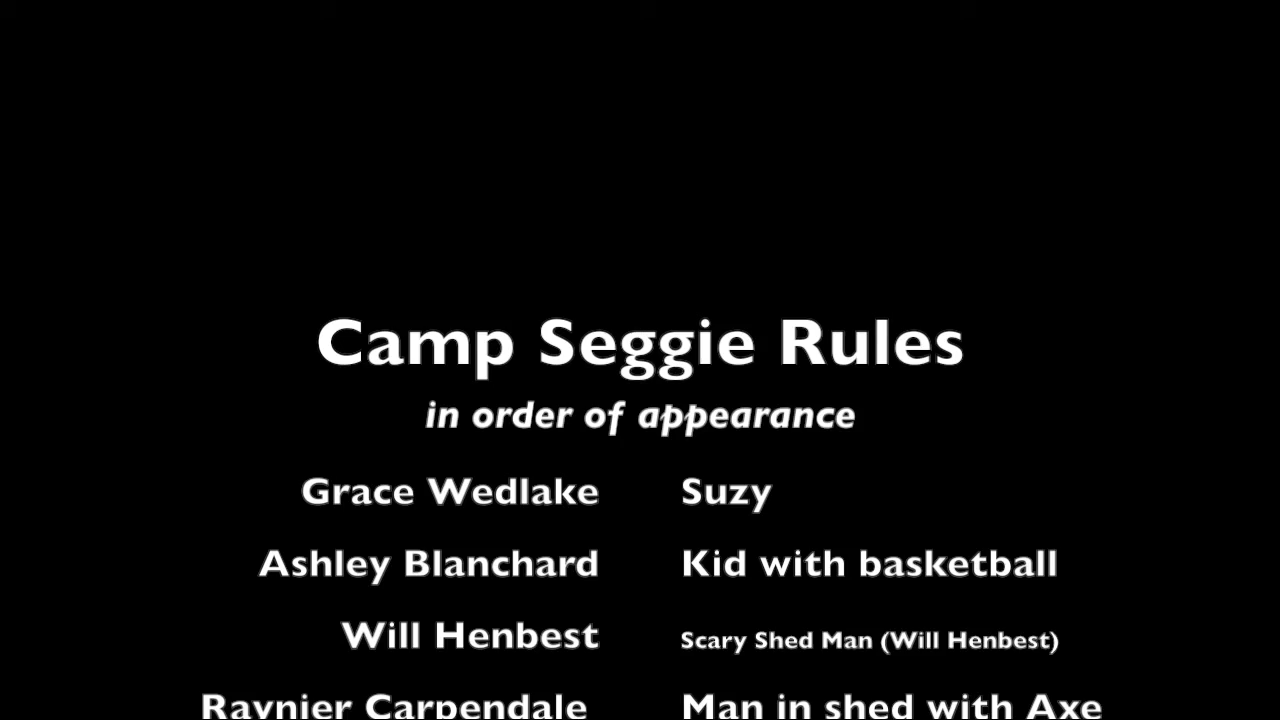 Camp Seggie Rules
in order of appearance
Grace Wedlake Suzy
Ashley Blanchard Kid with basketball
Will Henbest Scary Shed Man (Will Henbest)
Raynier Carpendale Man in shed with Axe